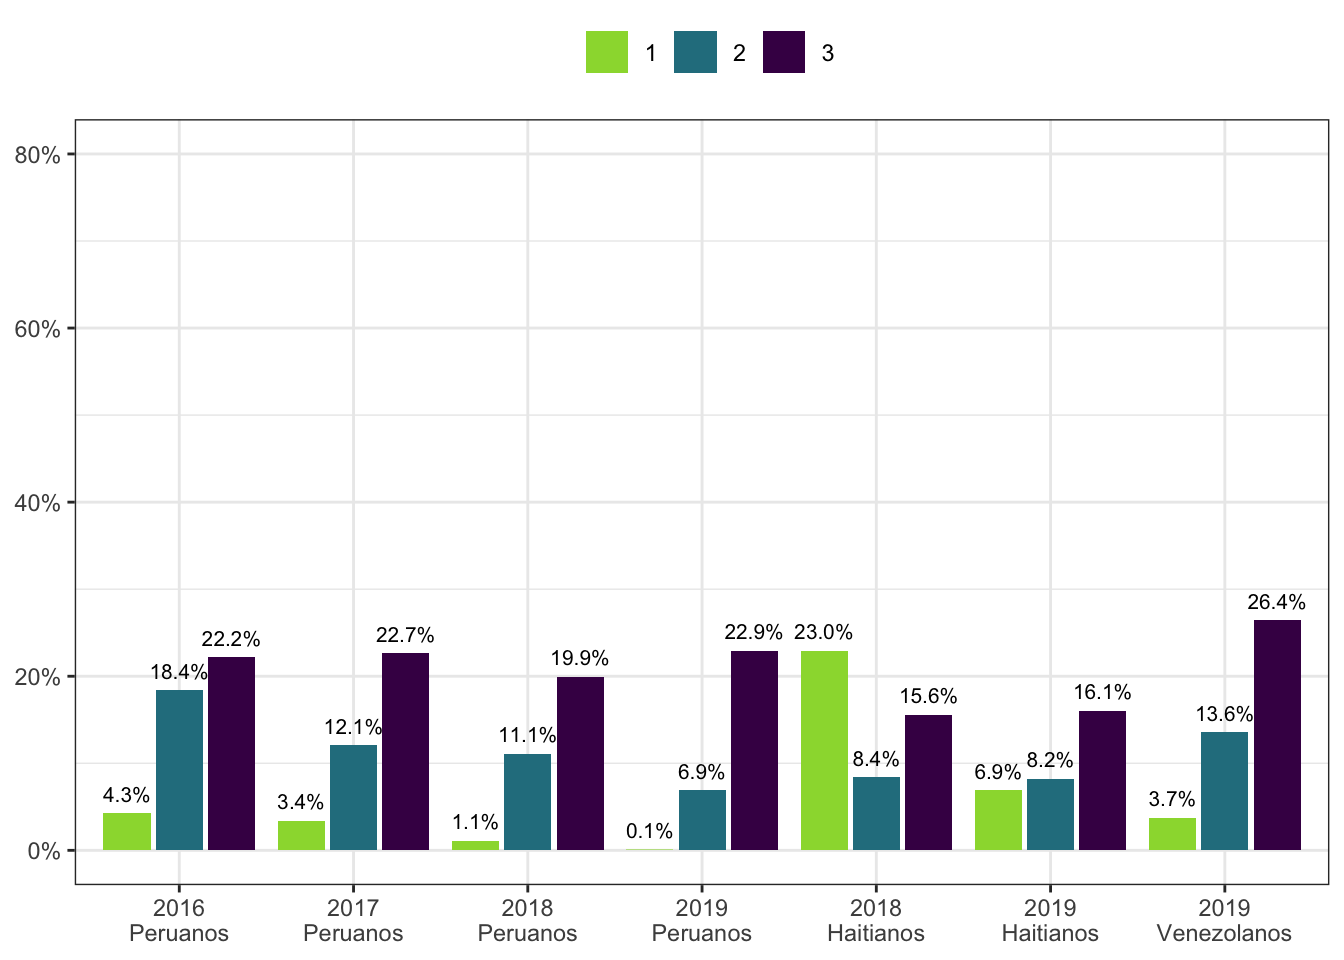 1 2 3
80%
60%
40%
20%
0%
4.3% 18.4% 22.2%
3.4% 12.1% 22.7%
1.1% 11.1% 19.9%
0.1% 6.9% 22.9%
23.0% 8.4% 15.6%
6.9% 8.2% 16.1%
3.7% 13.6% 26.4%
2016 2017 2018 2019 2018 2019 2019
Peruanos Peruanos Peruanos Peruanos Haitianos Haitianos Venezolanos